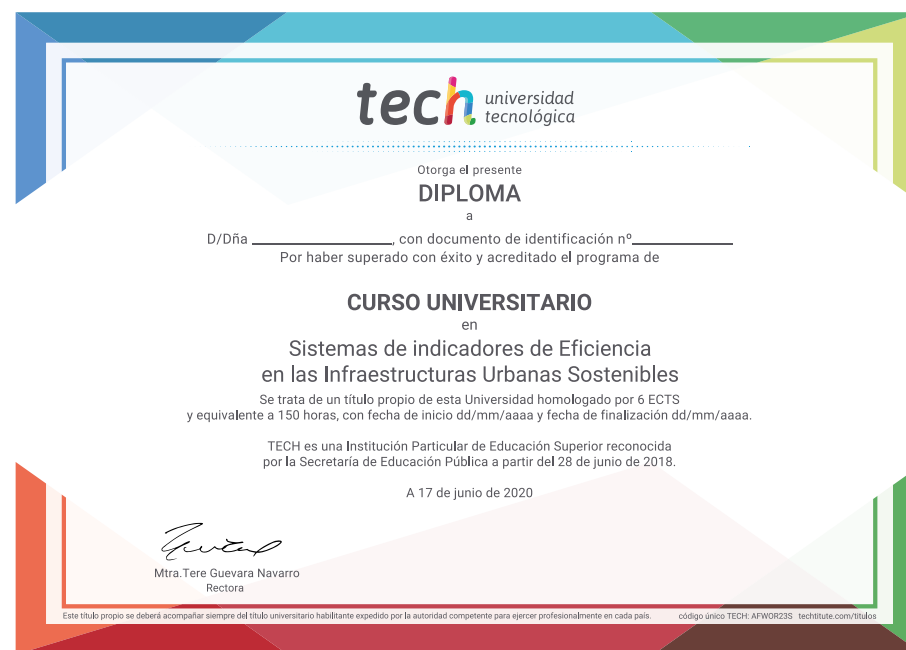 tech universidad
tecnológica
Otorga el presente
DIPLOMA
a
D/Dña ____________________, con documento de identificación nº______________
Por haber superado con éxito y acreditado el programa de
CURSO UNIVERSITARIO
en
Sistemas de indicadores de Eficiencia
en las Infraestructuras Urbanas Sostenibles
Se trata de un título propio de esta Universidad homologado por 6 ECTS
y equivalente a 150 horas, con fecha de inicio dd/mm/aaaa y fecha de finalización dd/mm/aaaa.
TECH es una Institución Particular de Educación Superior reconocida
por la Secretaría de Educación Pública a partir del 28 de junio de 2018.
A 17 de junio de 2020
Mtra.Tere Guevara Navarro
Rectora
Este título propio se deberá acompañar siempre del título universitario habilitante expedido por la autoridad competente para ejercer profesionalmente en cada país. código único TECH: AFWOR23S techtitute.com/titulos